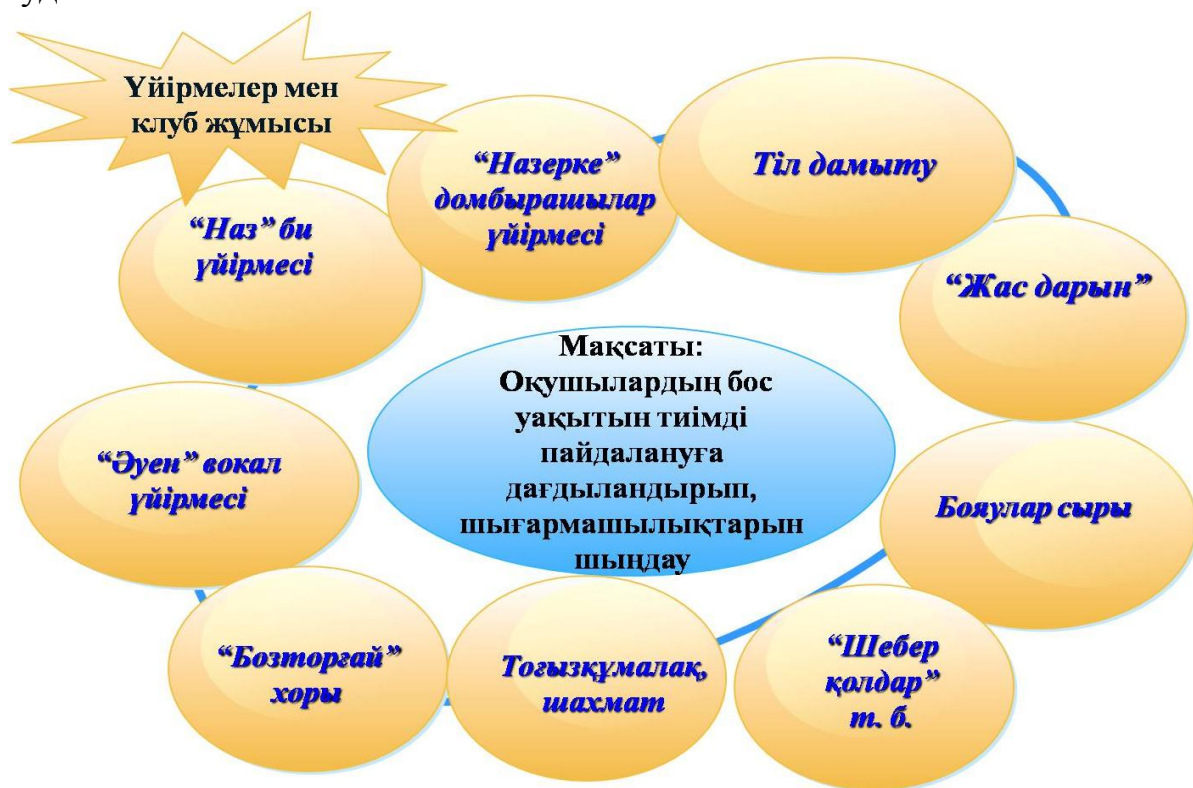 Үйірмелер мен
клуб жұмысы
“Назерке”
домбырашылар
үйірмесі
Тіл дамыту
“Наз” би
үйірмесі
“Жас дарын”
Мақсаты:
Оқушылардың бос
уақытын тиімді
пайдалануға
дағдыландырып,
шығармашылықтарын
шыңдау
“Әуен” вокал
үйірмесі
Бояулар сыры
“Бозторғай”
хоры
Тоғызқұмалақ,
шахмат
“Шебер
қолдар”
т. б.